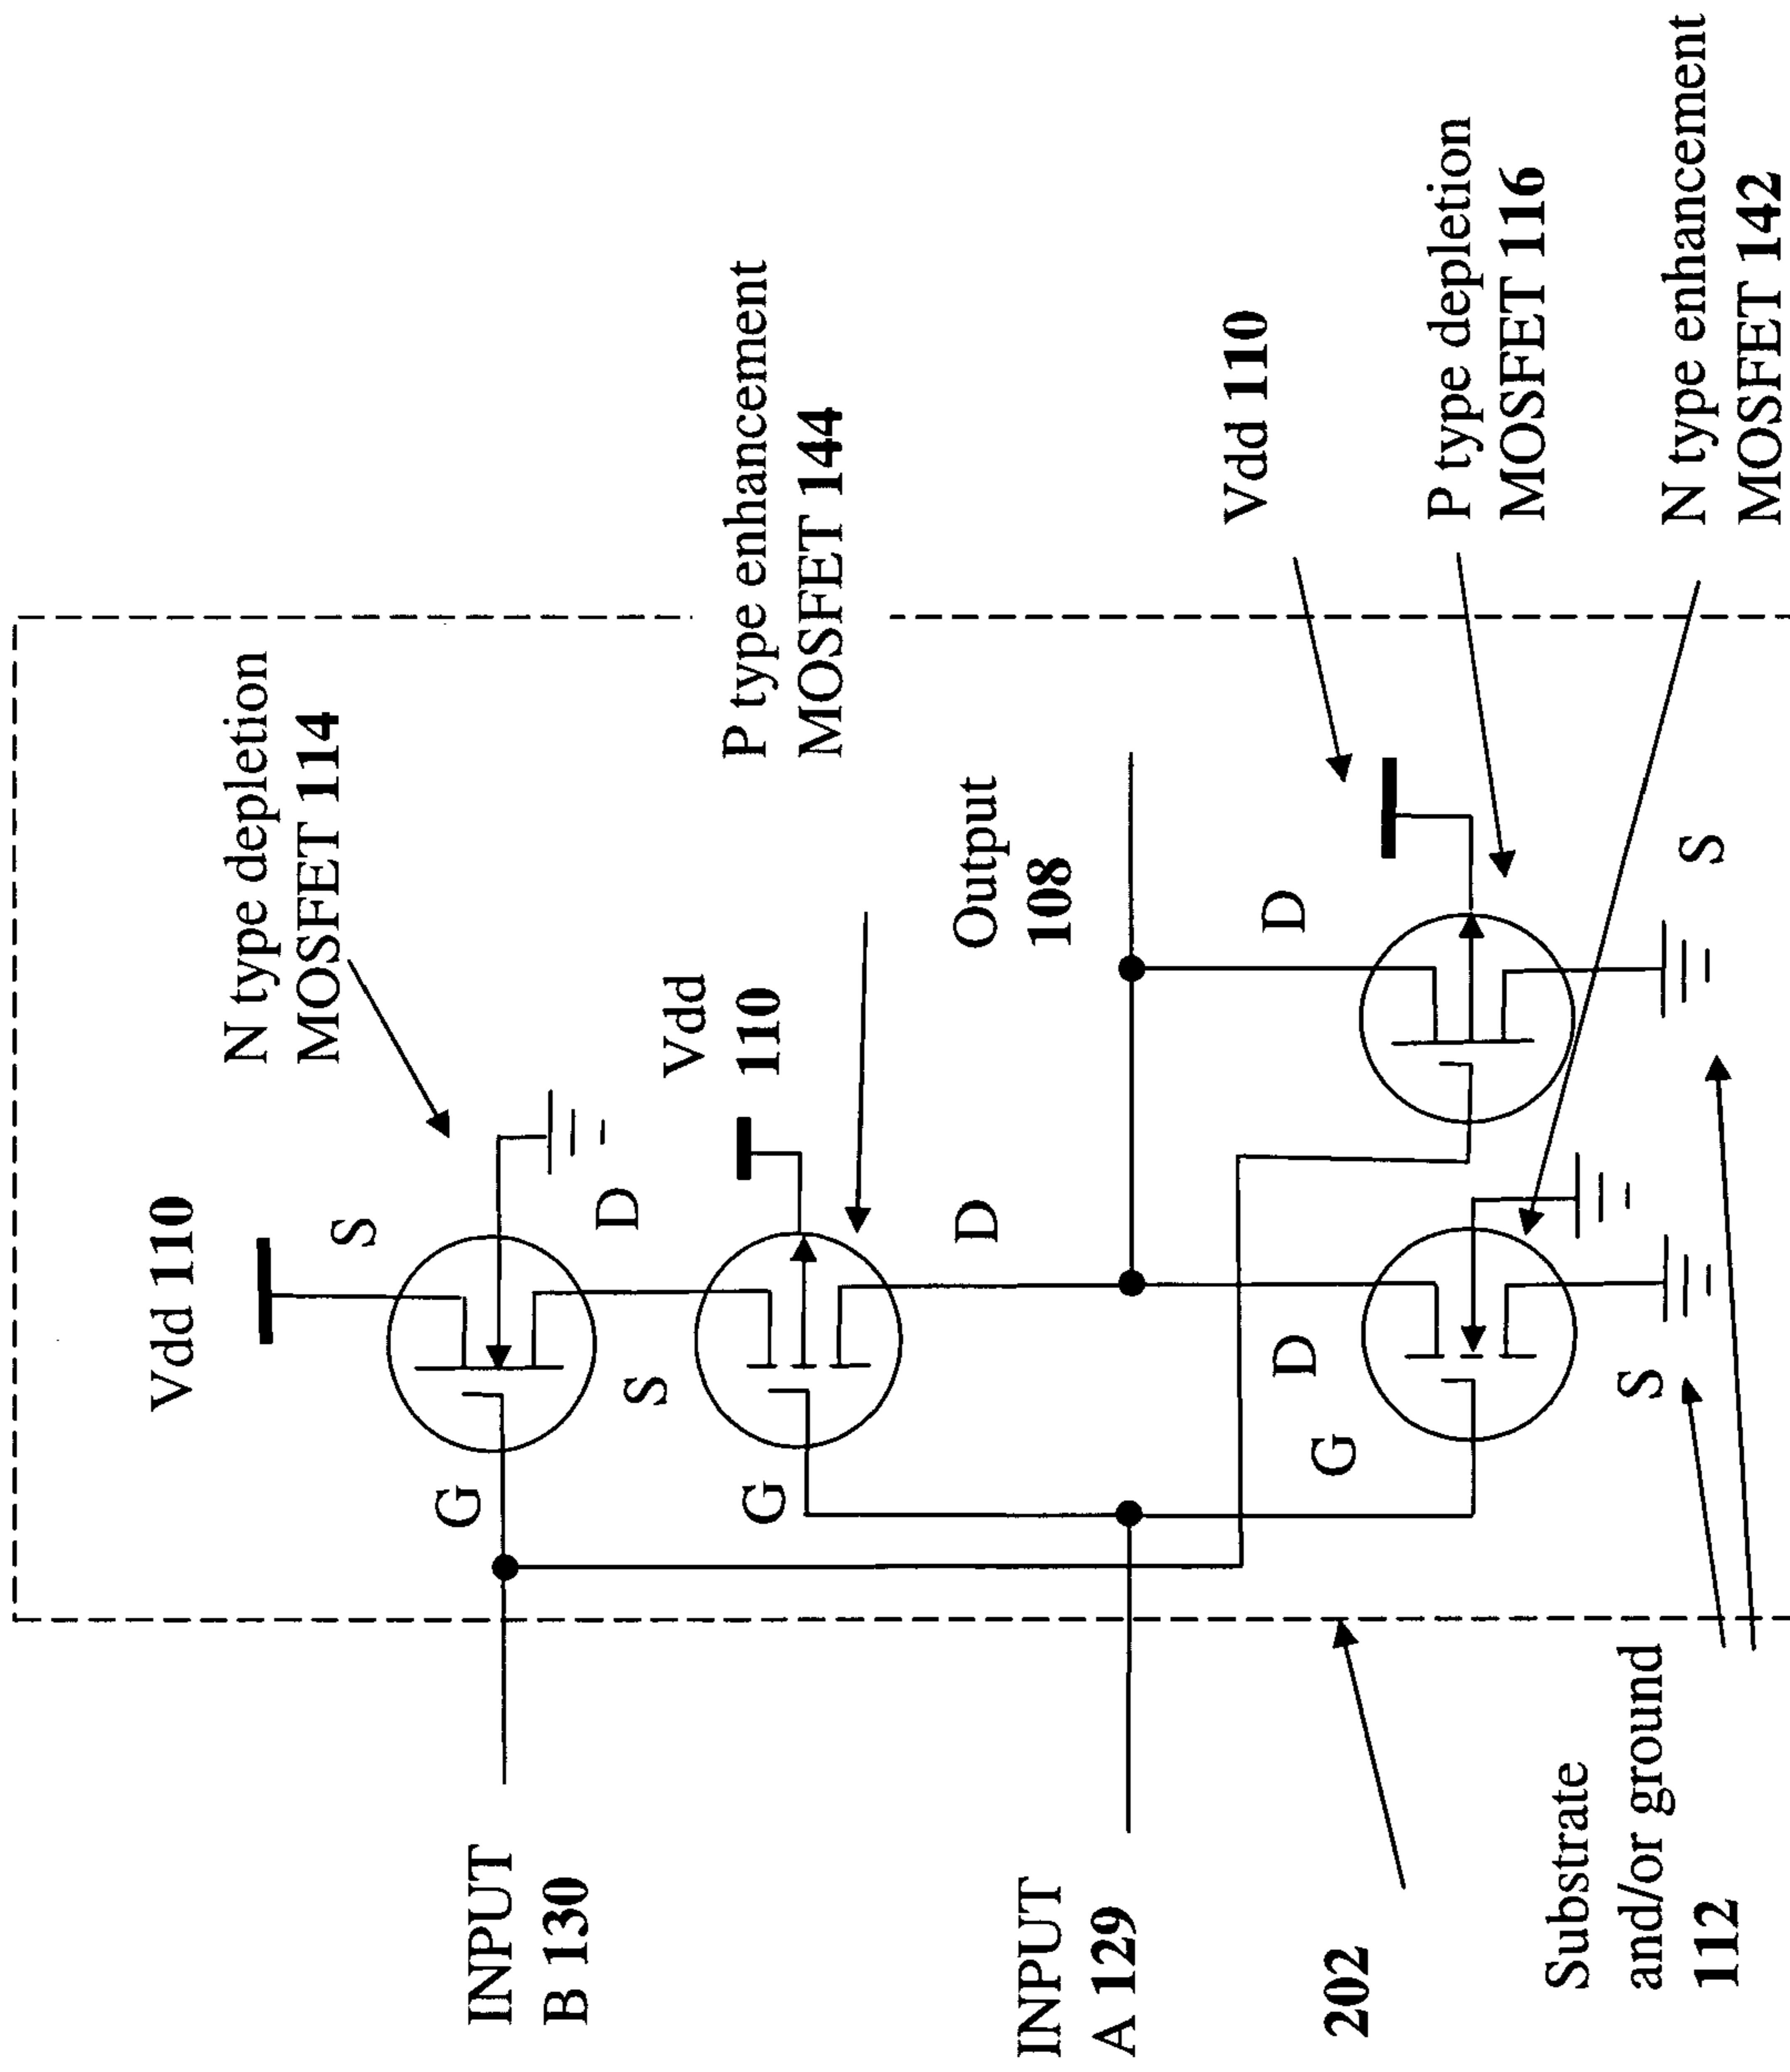 Vdd 110
S
N type depletion
MOSFET 114
G
D
INPUT
B 130
S
Vdd
110
P type enhancement
MOSFET 144
G
D
Output
108
INPUT
A 129
Vdd 110
D
D
G
P type depletion
MOSFET 116
202
S
S
N type enhancement
MOSFET 142
Substrate
and/or ground
112